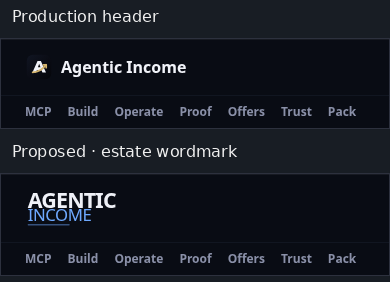 Production header
Agentic Income
MCP Build Operate Proof Offers Trust Pack
Proposed · estate wordmark
AGENTIC
INCOME
MCP Build Operate Proof Offers Trust Pack